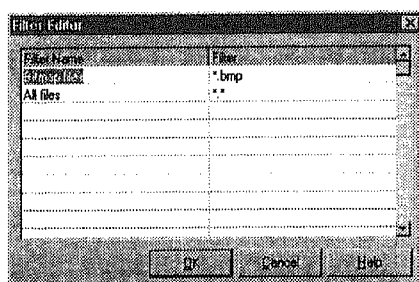 Filter Editor
Filter Name Filter
*.bmp
All files *.*
OK Cancel Help